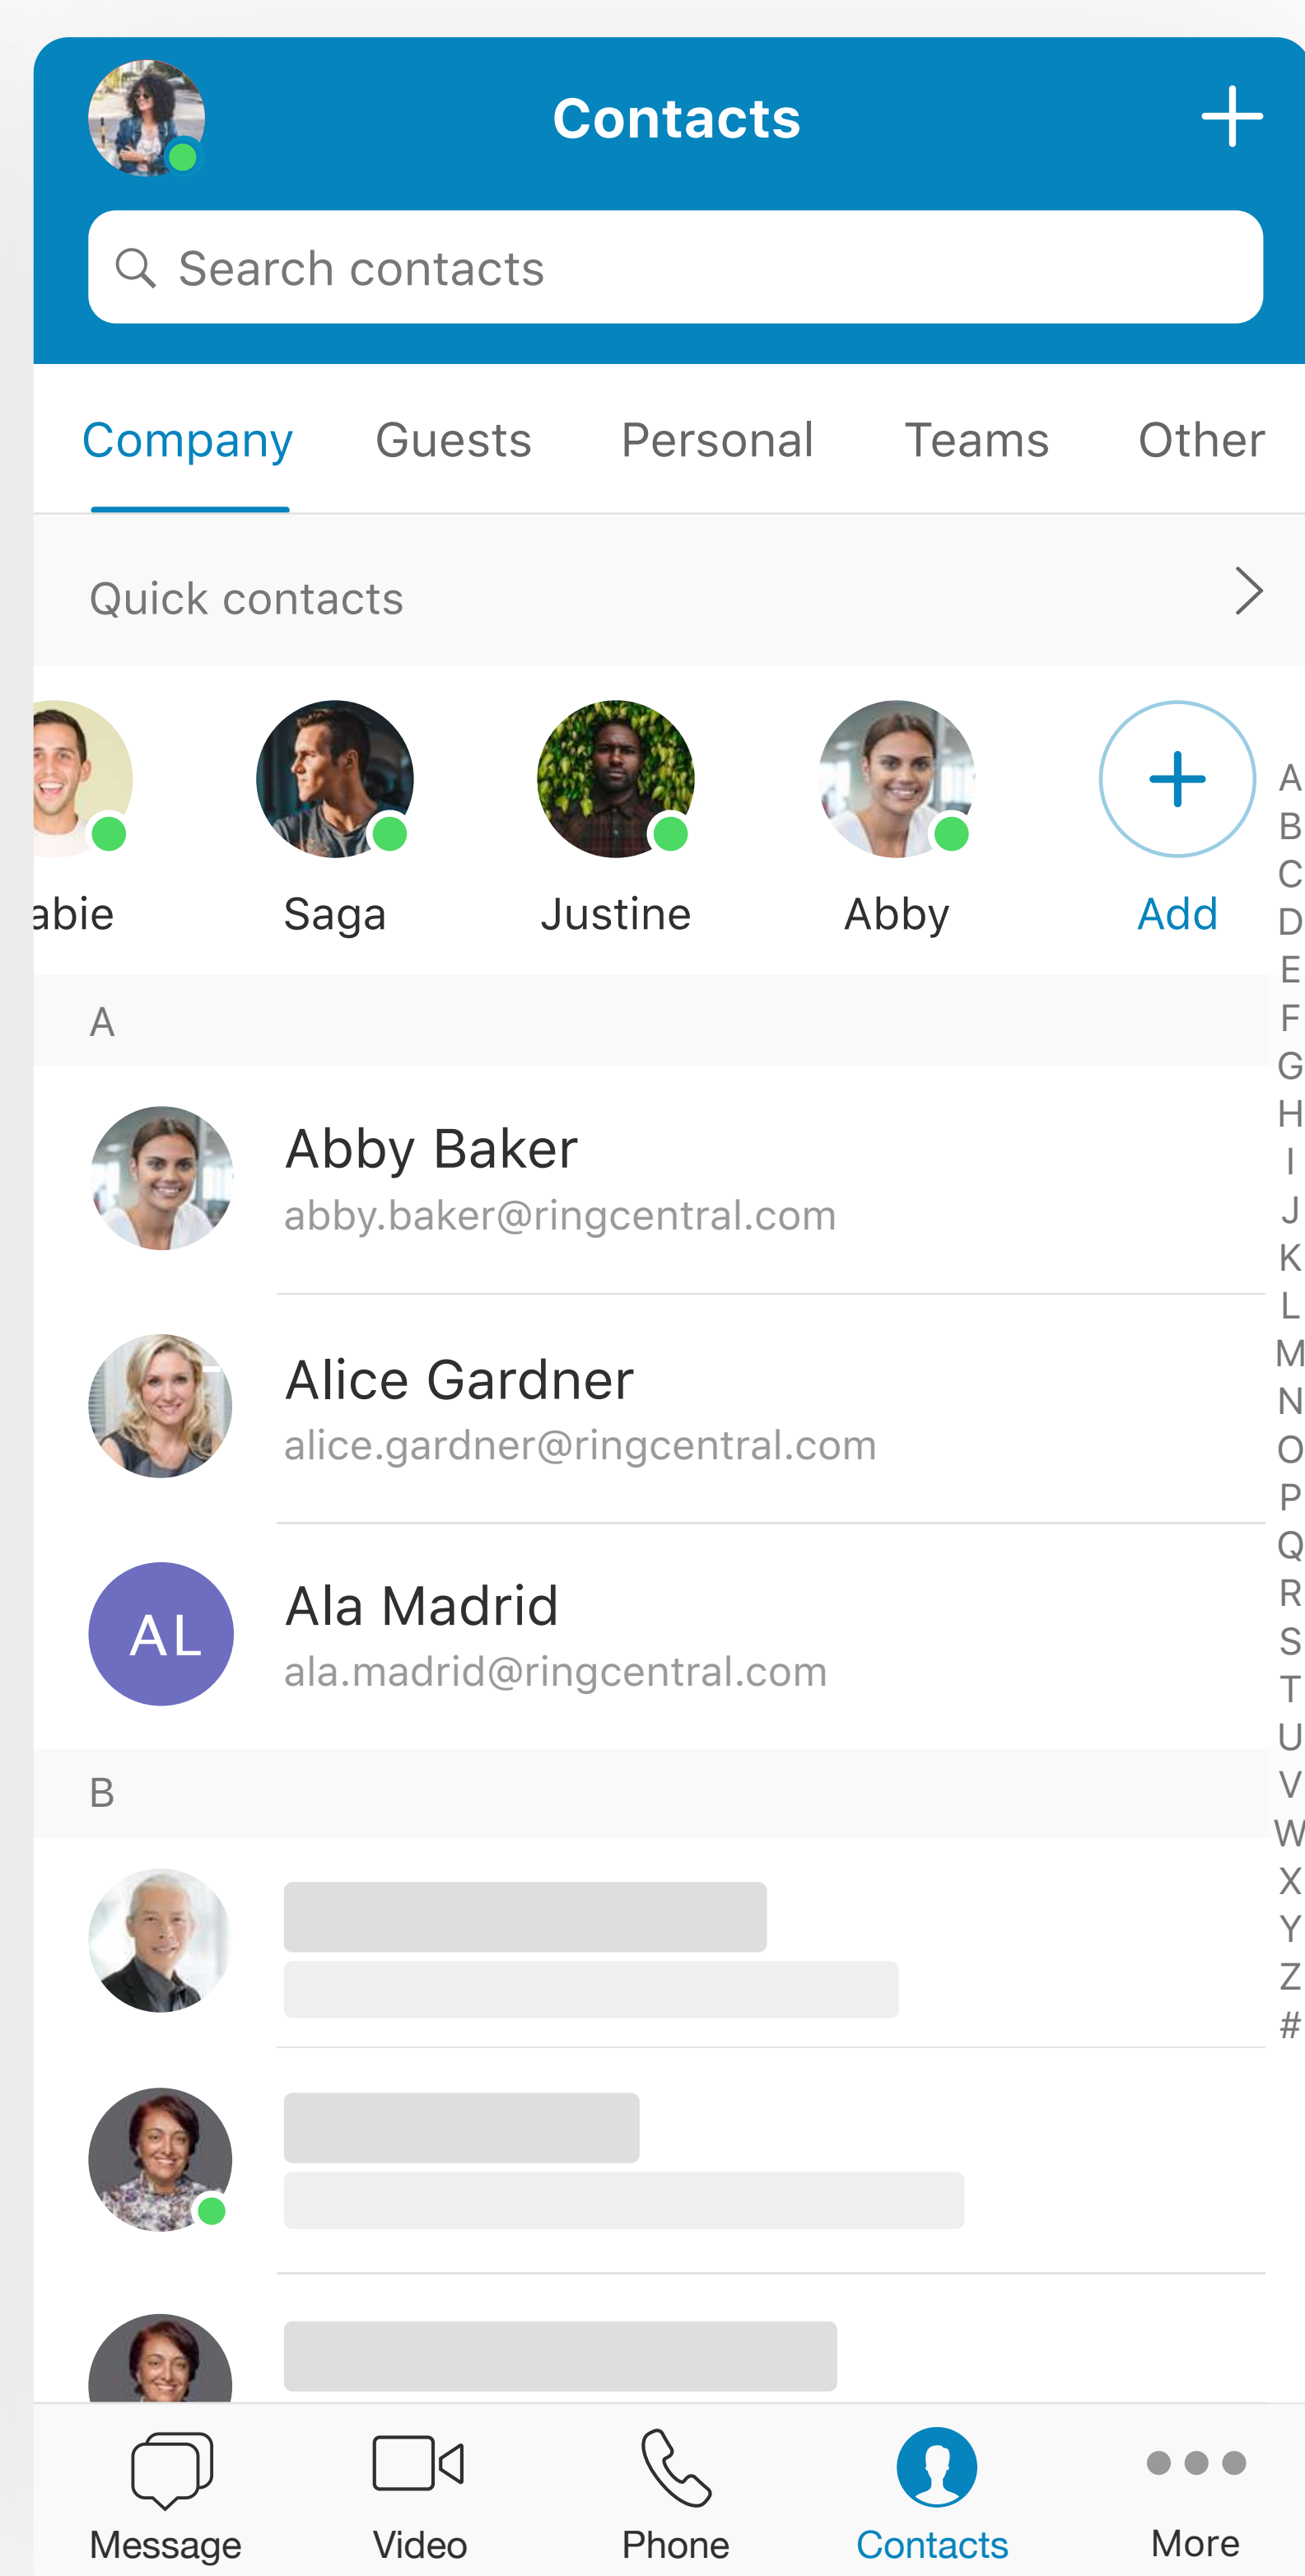 Contacts
Search contacts
Company Guests Personal Teams Other
Quick contacts
abie Saga Justine Abby Add
A
Abby Baker
abby.baker@ringcentral.com
Alice Gardner
alice.gardner@ringcentral.com
AL
Ala Madrid
ala.madrid@ringcentral.com
B
A
B
C
D
E
F
G
H
I
J
K
L
M
N
O
P
Q
R
S
T
U
V
W
X
Y
Z
#
Message Video Phone Contacts More